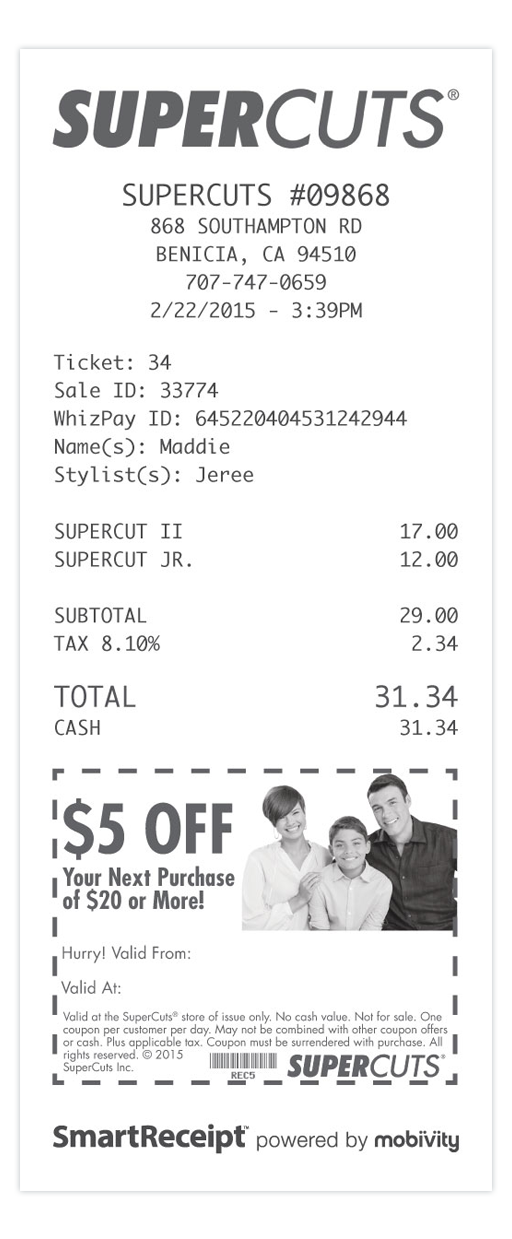 SUPERCUTS®
SUPERCUTS #09868
868 SOUTHAMPTON RD
BENICIA, CA 94510
707-747-0659
2/22/2015 - 3:39PM
Ticket: 34
Sale ID: 33774
WhizPay ID: 645220404531242944
Name(s): Maddie
Stylist(s): Jeree
SUPERCUT II 17.00
SUPERCUT JR. 12.00
SUBTOTAL 29.00
TAX 8.10% 2.34
TOTAL 31.34
CASH 31.34
$5 OFF
Your Next Purchase
of $20 or More!
Hurry! Valid From:
Valid At:
Valid at the SuperCuts® store of issue only. No cash value. Not for sale. One
coupon per customer per day. May not be combined with other coupon offers
or cash. Plus applicable tax. Coupon must be surrendered with purchase. All
rights reserved. © 2015
SuperCuts Inc.
REC5
SUPERCUTS®
SmartReceipt™ powered by mobivity